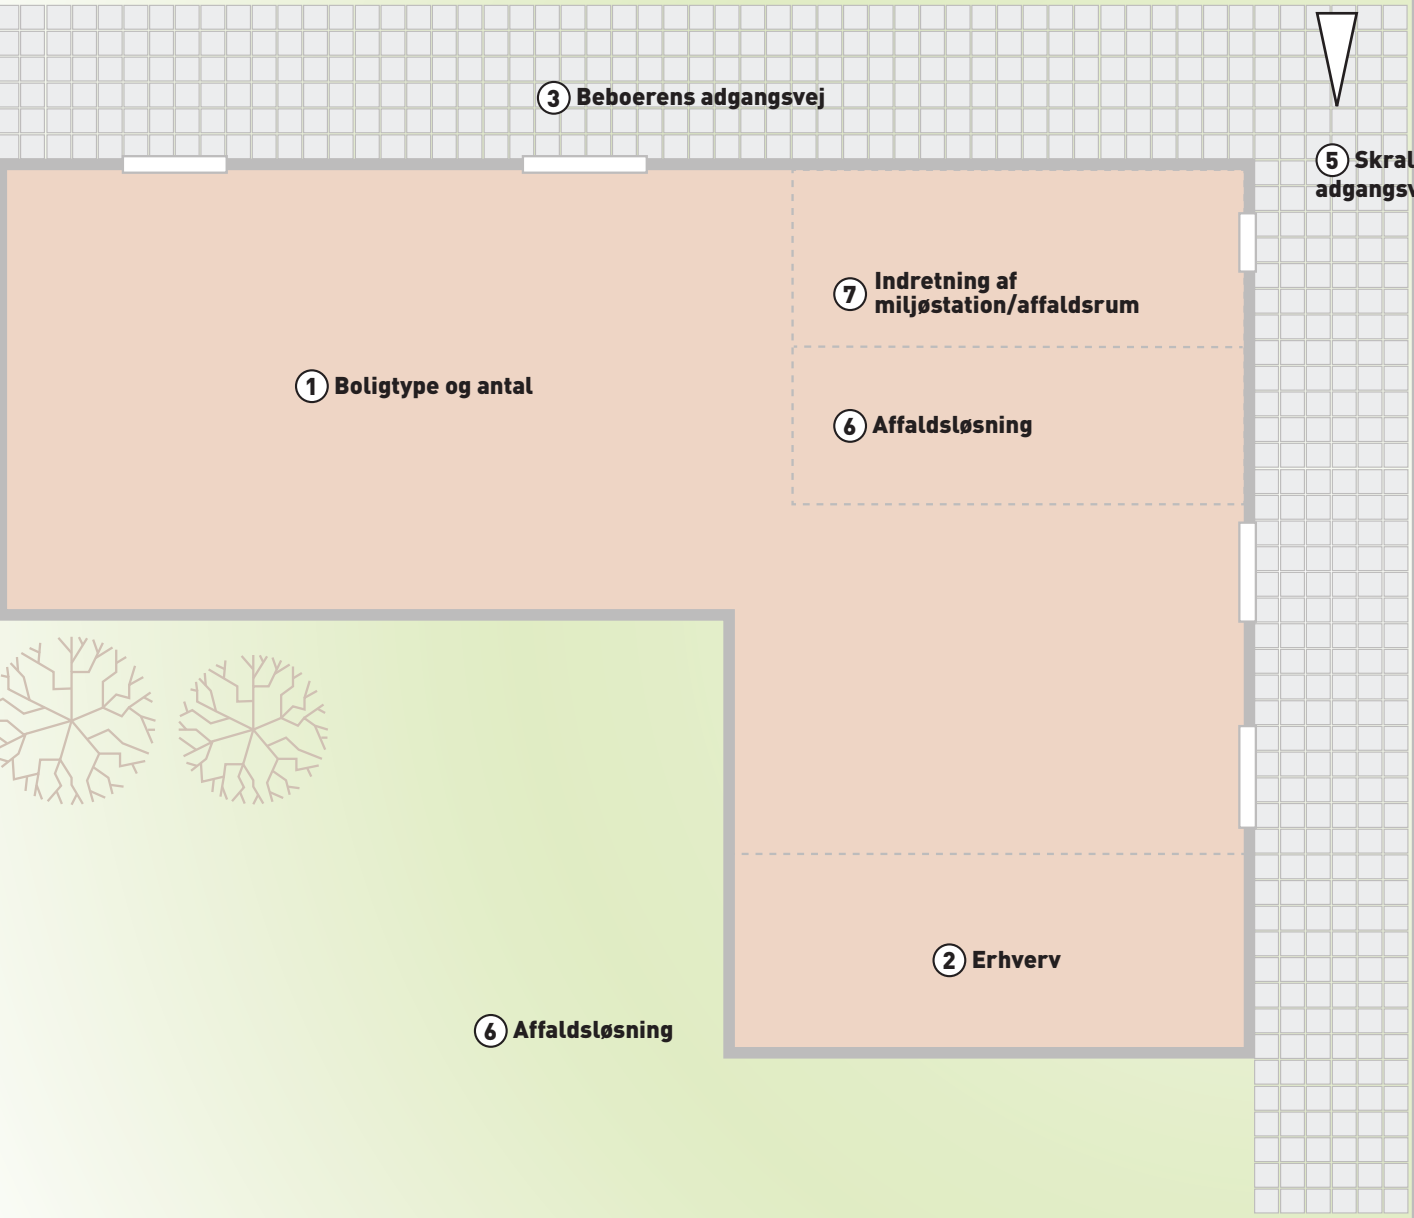 3 Beboerens adgangsvej
5
7 Indretning af
miljøstation/affaldsrum
1 Boligtype og antal
6 Affaldsløsning
2 Erhverv
6 Affaldsløsning